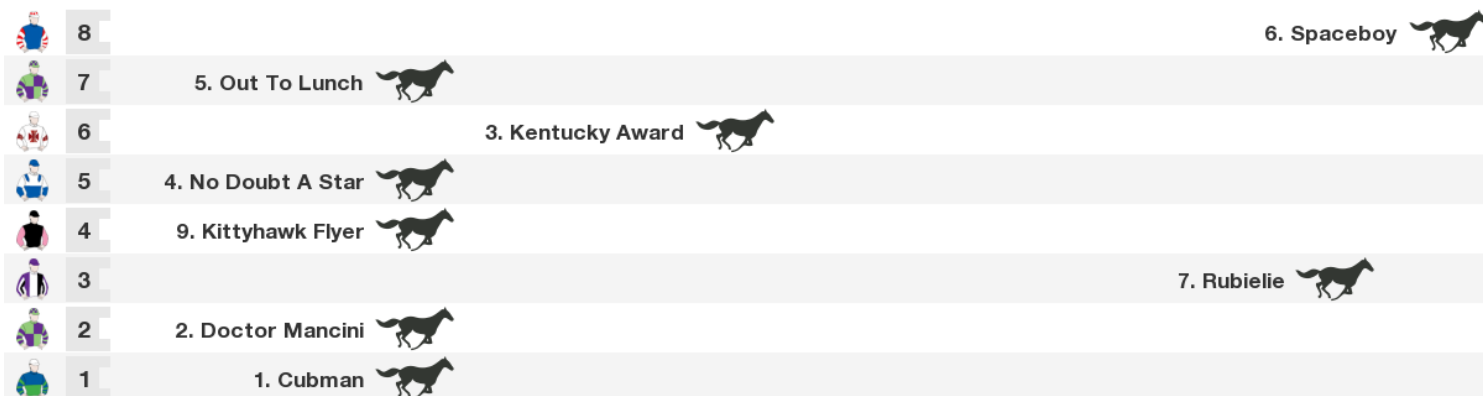 8 6. Spaceboy
7 5. Out To Lunch
6 3. Kentucky Award
5 4. No Doubt A Star
4 9. Kittyhawk Flyer
3 7. Rubielie
2 2. Doctor Mancini
1 1. Cubman